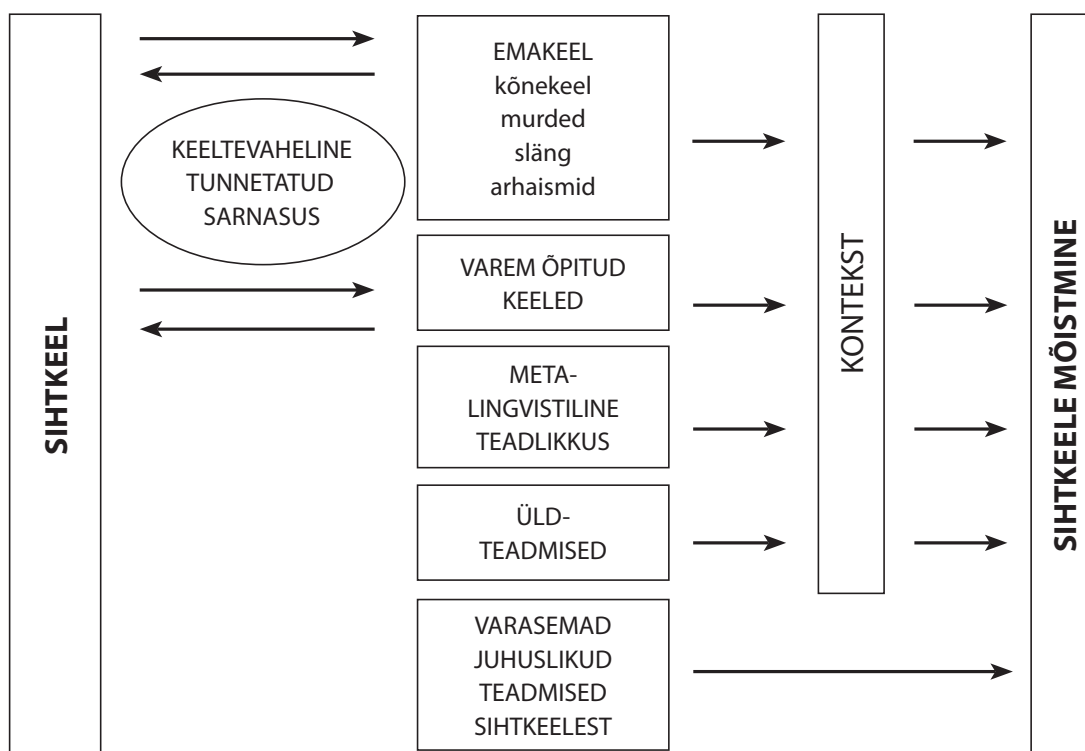 SIHTKEEL
KEELTEVAHELINE
TUNNETATUD
SARNASUS
EMAKEEL
kõnekeel
murded
släng
arhaismid
VAREM ÕPITUD
KEELED
META-
LINGVISTILINE
TEADLIKKUS
ÜLD-
TEADMISED
VARASEMAD
JUHUSLIKUD
TEADMISED
SIHTKEELEST
KONTEKST
SIHTKEELE MÕISTMINE